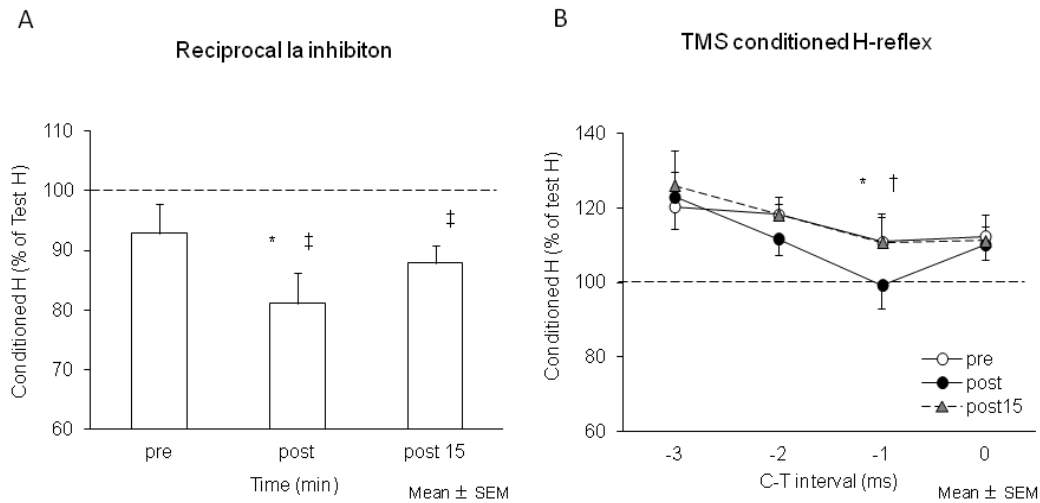 A
Reciprocal Ia inhibiton
Conditioned H (% of Test H)
110
100
90
80
70
60
* ‡
‡
pre post post 15
Time (min)
Mean ± SEM
B
TMS conditioned H-reflex
Conditioned H (% of test H)
140
120
100
80
60
* †
pre
post
post15
-3 -2 -1 0
C-T interval (ms)
Mean ± SEM